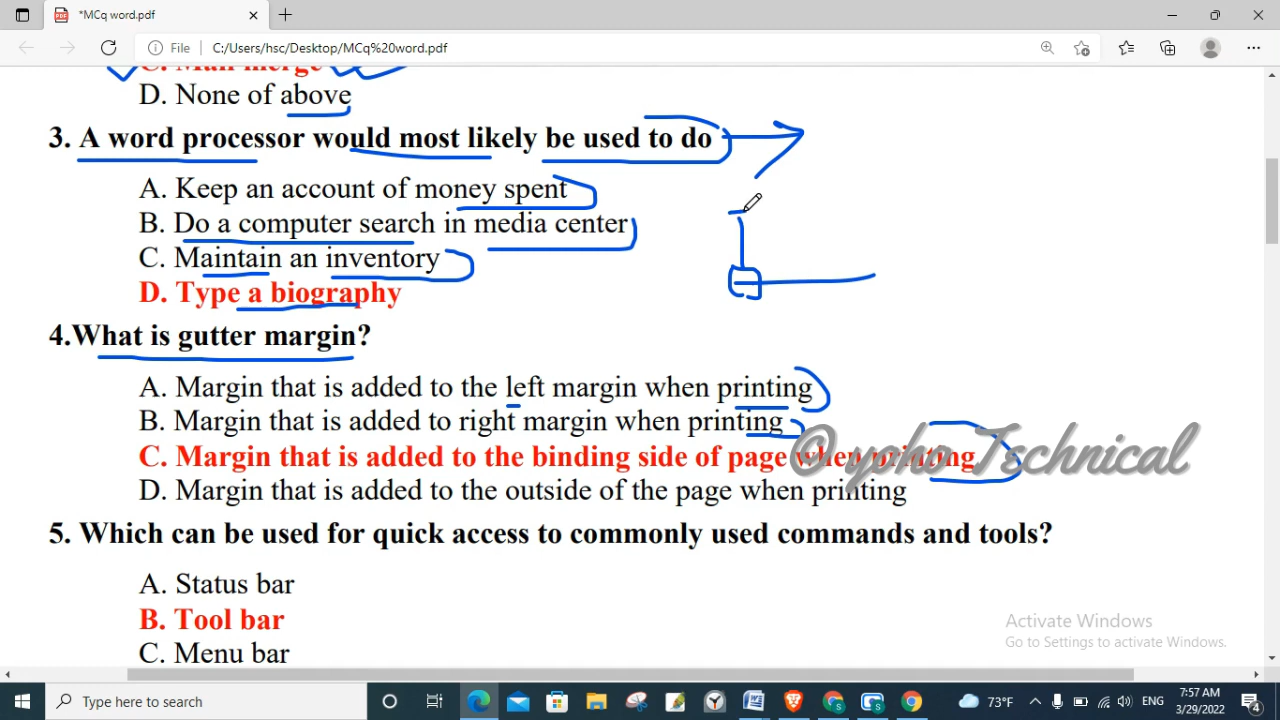 *MCq word.pdf
File
C:/Users/hsc/Desktop/MCq%20word.pdf
C. Mail merge
D. None of above
3. A word processor would most likely be used to do
A. Keep an account of money spent
B. Do a computer search in media center
C. Maintain an inventory
D. Type a biography
4.What is gutter margin?
A. Margin that is added to the left margin when printing
B. Margin that is added to right margin when printing
C. Margin that is added to the binding side of page when printing
D. Margin that is added to the outside of the page when printing
Technical
5. Which can be used for quick access to commonly used commands and tools?
A. Status bar
B. Tool bar
C. Menu bar
Activate Windows
Go to Settings to activate Windows.
Type here to search
73°F
ENG
7:57 AM
3/29/2022
4